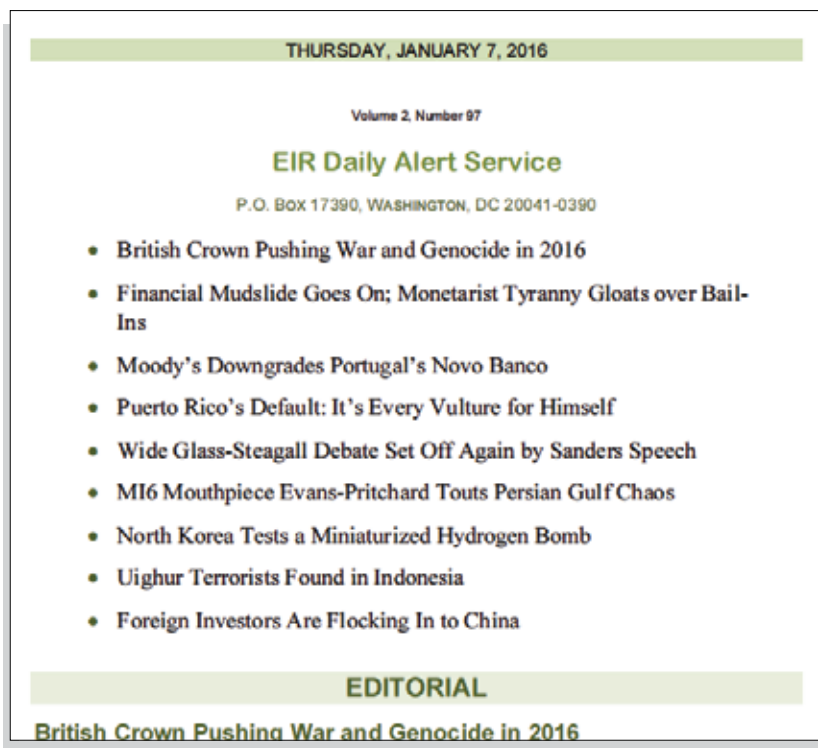 THURSDAY, JANUARY 7, 2016
Volume 2, Number 97
EIR Daily Alert Service
P.O. BOX 17390, WASHINGTON, DC 20041-0390
• British Crown Pushing War and Genocide in 2016
• Financial Mudslide Goes On; Monetarist Tyranny Gloats over Bail-
Ins
• Moody's Downgrades Portugal's Novo Banco
• Puerto Rico's Default: It's Every Vulture for Himself
• Wide Glass-Steagall Debate Set Off Again by Sanders Speech
• MI6 Mouthpiece Evans-Pritchard Touts Persian Gulf Chaos
• North Korea Tests a Miniaturized Hydrogen Bomb
• Uighur Terrorists Found in Indonesia
• Foreign Investors Are Flocking In to China
EDITORIAL
British Crown Pushing War and Genocide in 2016